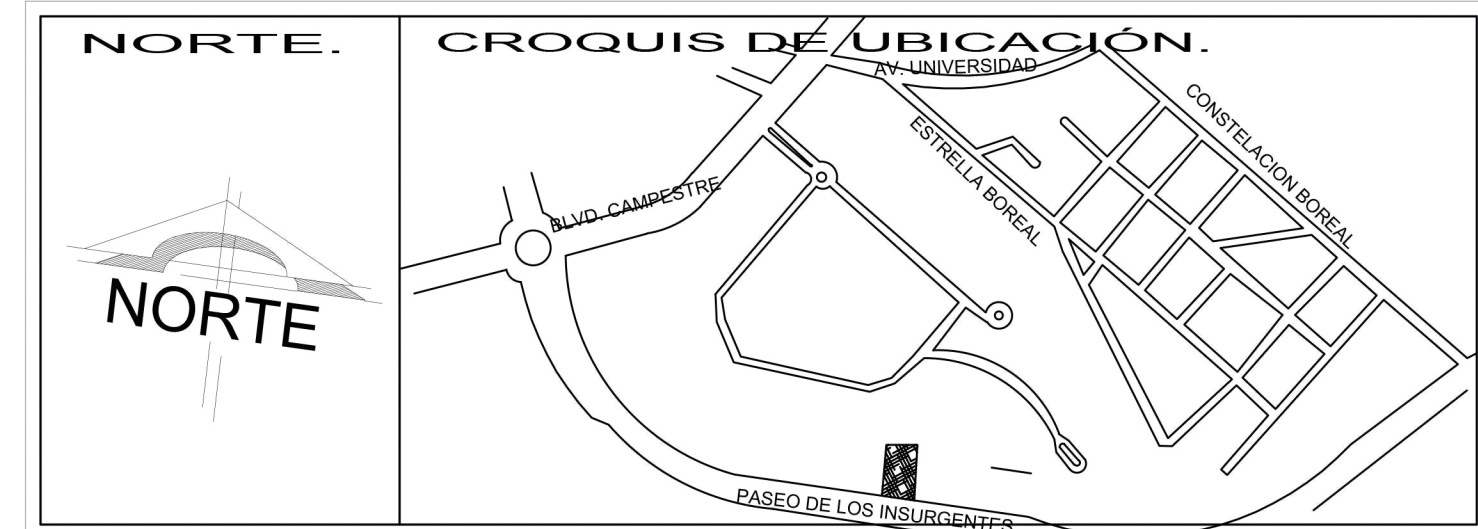 NORTE.
CROQUIS DE UBICACIÓN.
AV. UNIVERSIDAD
CONSTELACION BOREAL
ESTRELLA BOREAL
BLVD. CAMPESTRE
NORTE
PASEO DE LOS INSURGENTES